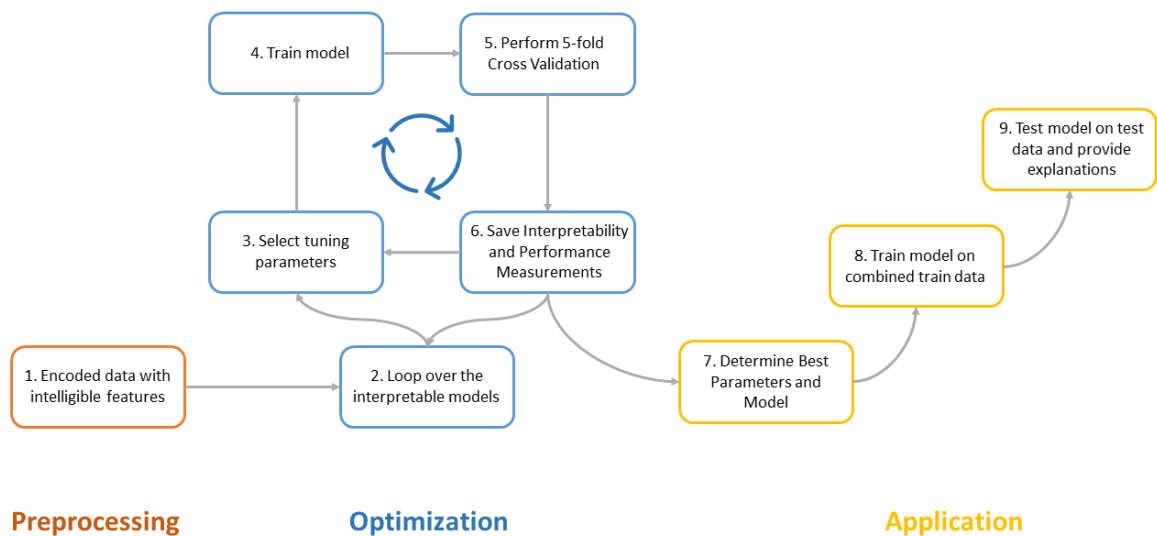 4. Train model
5. Perform 5-fold
Cross Validation
9. Test model on test
data and provide
explanations
3. Select tuning
parameters
6. Save Interpretability
and Performance
Measurements
8. Train model on
combined train data
1. Encoded data with
intelligible features
2. Loop over the
interpretable models
7. Determine Best
Parameters and
Model
Preprocessing
Optimization
Application